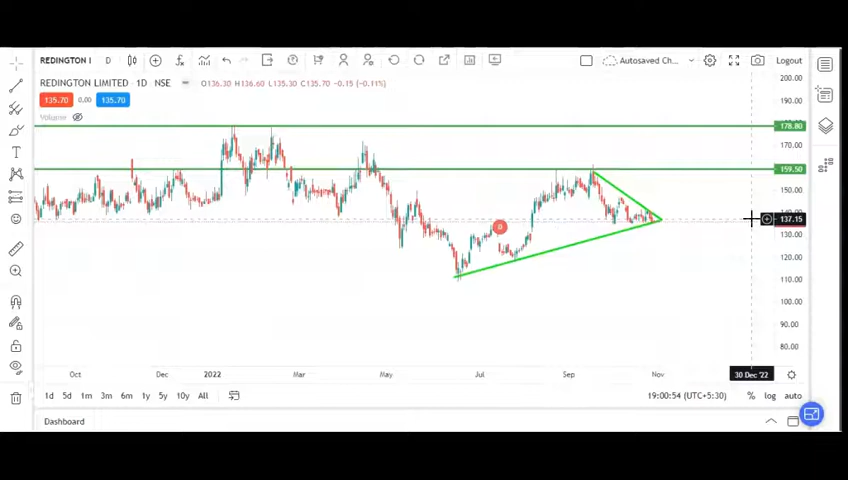 REDINGTON I D Autosaved Ch... Logout
REDINGTON LIMITED · 1D · NSE O136.30 H136.60 L135.30 C135.70 −0.15 (−0.11%)
135.70 0.00 135.70
Volume
200.00
190.00
178.80
170.00
159.50
150.00
140.00
137.15
130.00
120.00
110.00
100.00
90.00
80.00
D
Oct Dec 2022 Mar May Jul Sep Nov 30 Dec '22
1d 5d 1m 3m 6m 1y 5y 10y All 19:00:54 (UTC+5:30) % log auto
Dashboard